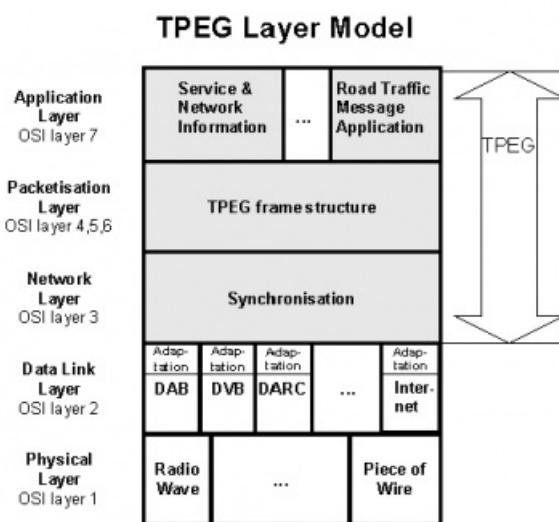 TPEG Layer Model
Application
Layer
OSI layer 7
Service &
Network
Information
...
Road Traffic
Message
Application
TPEG
Packetisation
Layer
OSI layer 4,5,6
TPEG frame structure
Network
Layer
OSI layer 3
Synchronisation
Data Link
Layer
OSI layer 2
Adap-
tation
DAB
Adap-
tation
DVB
Adap-
tation
DARC
...
Adap-
tation
Inter-
net
Physical
Layer
OSI layer 1
Radio
Wave
...
Piece of
Wire